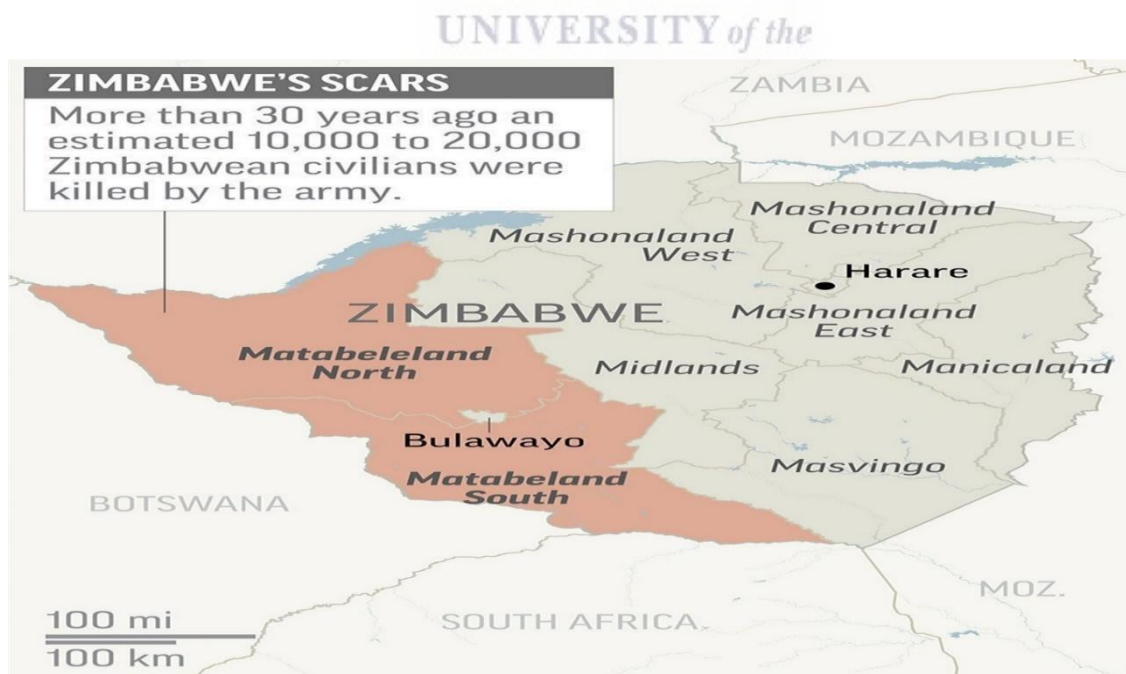 UNIVERSITY of the
ZIMBABWE'S SCARS
More than 30 years ago an
estimated 10,000 to 20,000
Zimbabwean civilians were
killed by the army.
ZAMBIA
MOZAMBIQUE
Mashonaland
Central
Mashonaland
West
Harare
ZIMBABWE
Mashonaland
East
Matabeleland
North
Midlands
Manicaland
Bulawayo
Masvingo
Matabeland
South
BOTSWANA
MOZ.
SOUTH AFRICA
100 mi
100 km